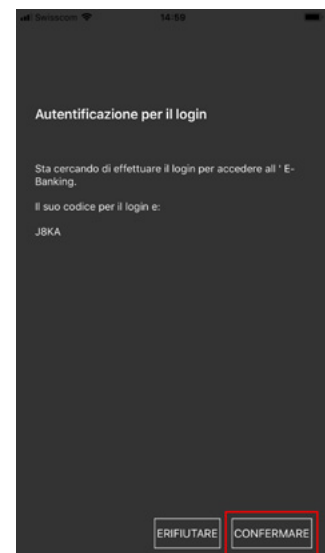 Swisscom 14:59
Autentificazione per il login
Sta cercando di effettuare il login per accedere all ' E-
Banking.
Il suo codice per il login e:
J8KA
ERIFIUTARE CONFERMARE